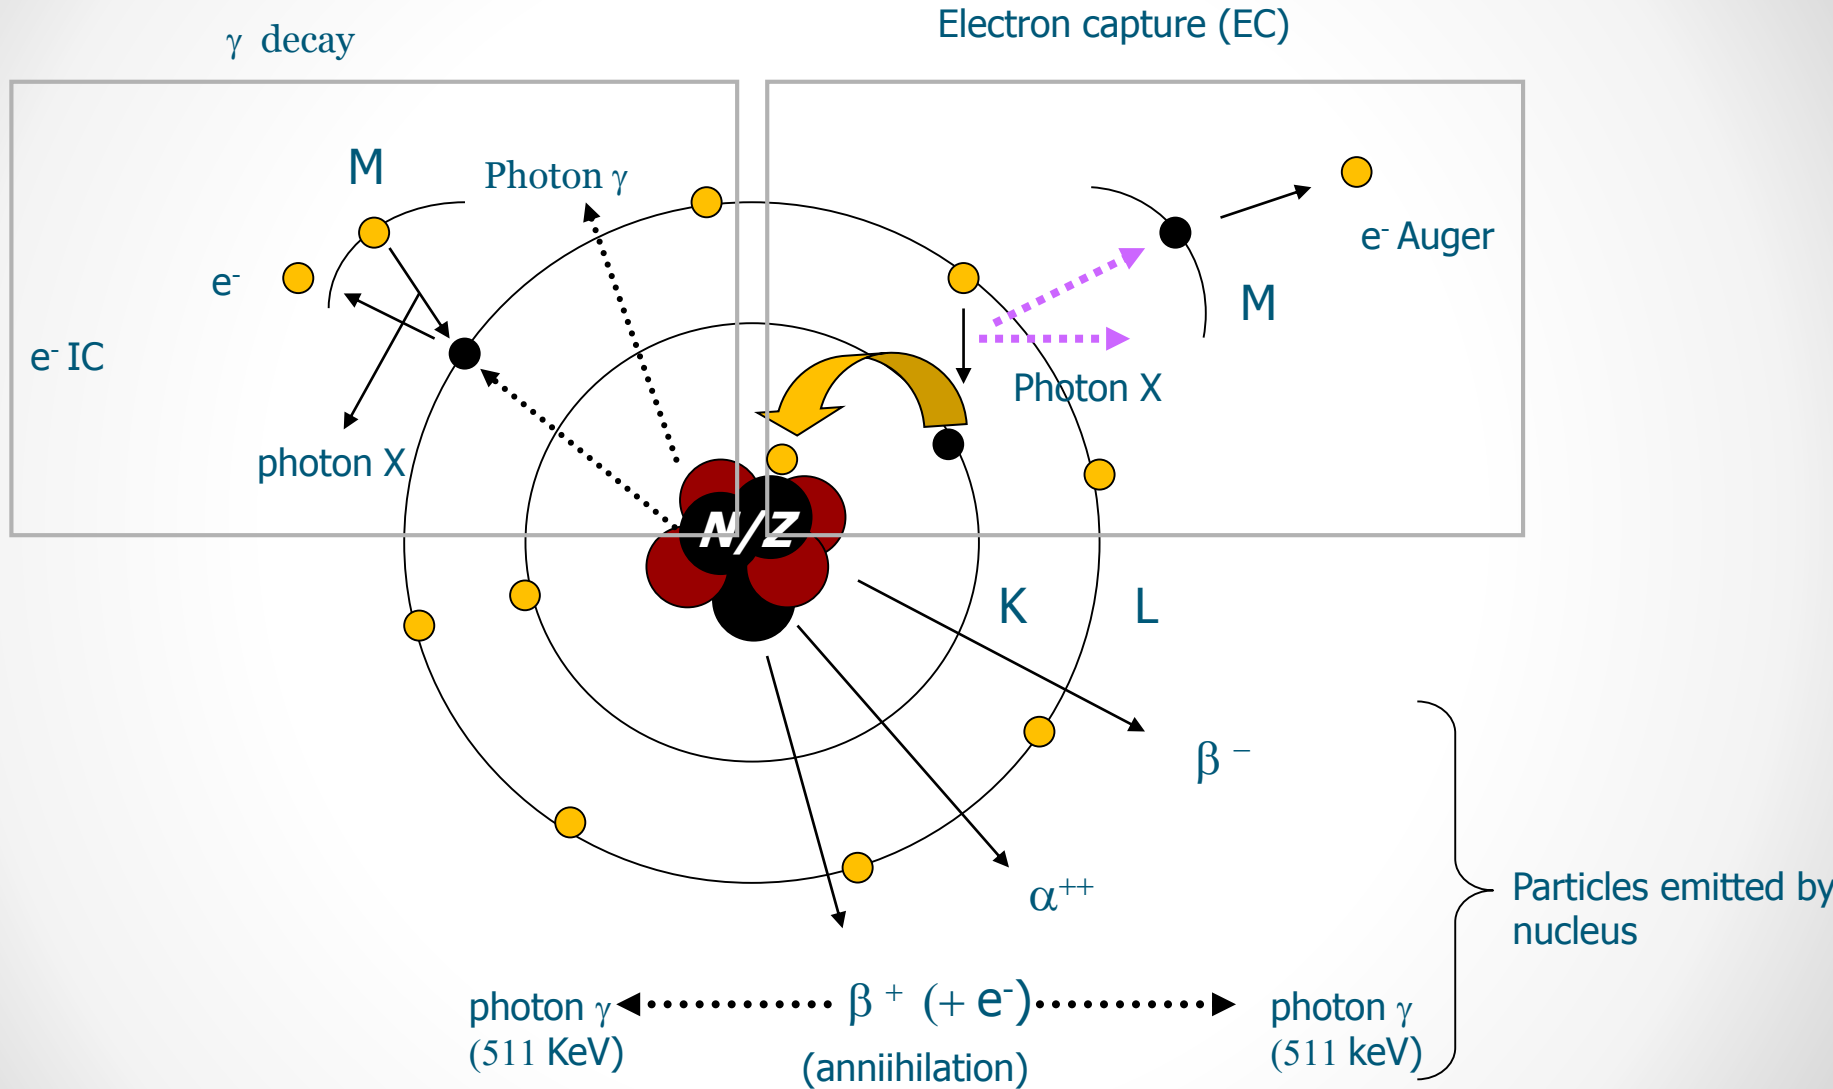 γ decay
Electron capture (EC)
M
Photon γ
e⁻
e⁻ IC
photon X
e⁻ Auger
M
Photon X
N/Z
K
L
β ⁻
α⁺⁺
Particles emitted by
nucleus
photon γ
(511 KeV)
β ⁺ (+ e⁻)
(anniihilation)
photon γ
(511 keV)